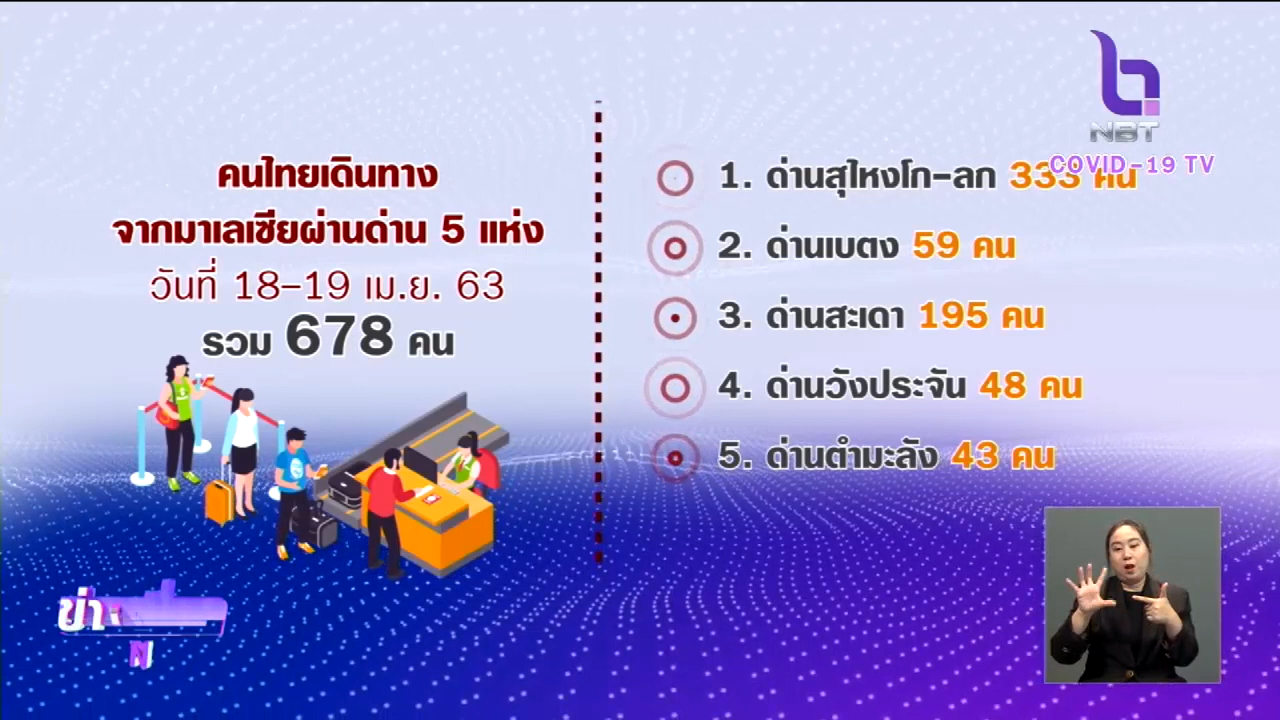 คนไทยเดินทาง
จากมาเลเซียผ่านด่าน 5 แห่ง
วันที่ 18-19 เม.ย. 63
รวม 678 คน
1. ด่านสุไหงโก-ลก 333 คน
2. ด่านเบตง 59 คน
3. ด่านสะเดา 195 คน
4. ด่านวังประจัน 48 คน
5. ด่านตำมะลัง 43 คน
NBT
COVID-19 TV
ข่า
N